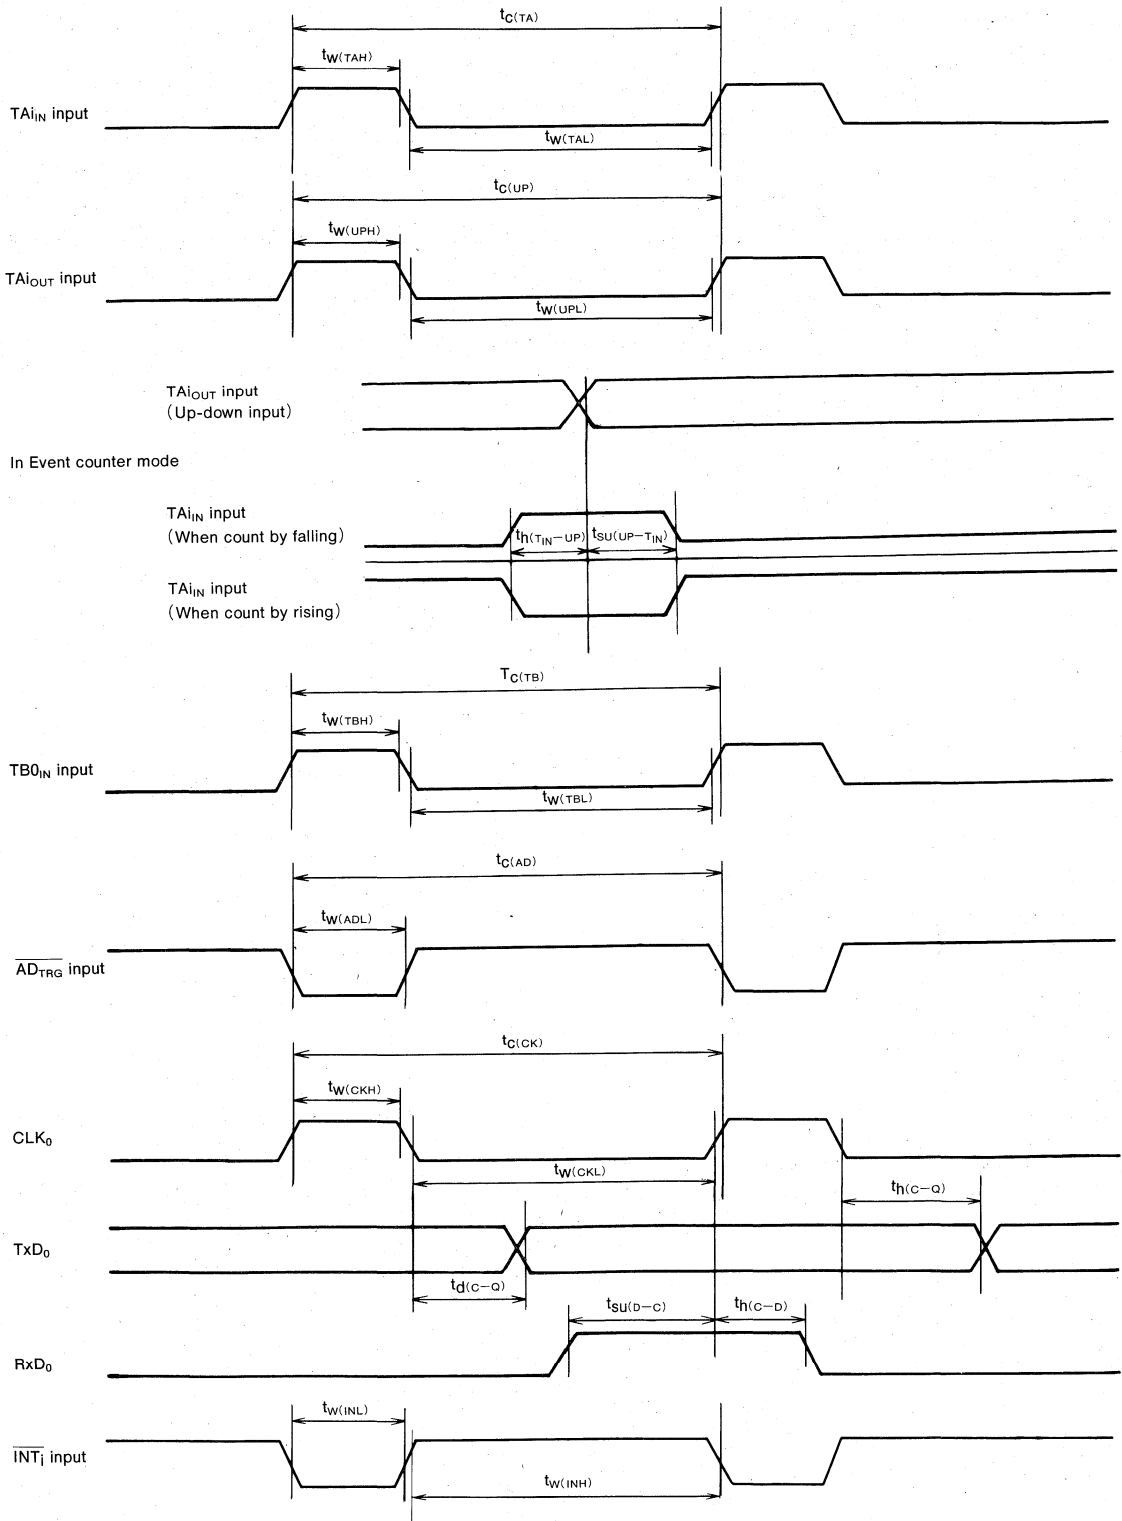 tC(TA)
tW(TAH)
TAiIN input
tW(TAL)
tC(UP)
tW(UPH)
TAiOUT input
tW(UPL)
TAiOUT input
(Up-down input)
In Event counter mode
TAiIN input
(When count by falling)
th(TIN−UP) tSU(UP−TIN)
TAiIN input
(When count by rising)
TC(TB)
tW(TBH)
TB0IN input
tW(TBL)
tC(AD)
tW(ADL)
ADTRG input
tC(CK)
tW(CKH)
CLK0
tW(CKL)
th(C−Q)
TxD0
td(C−Q)
tsu(D−C) th(C−D)
RxD0
tW(INL)
INTi input
tW(INH)